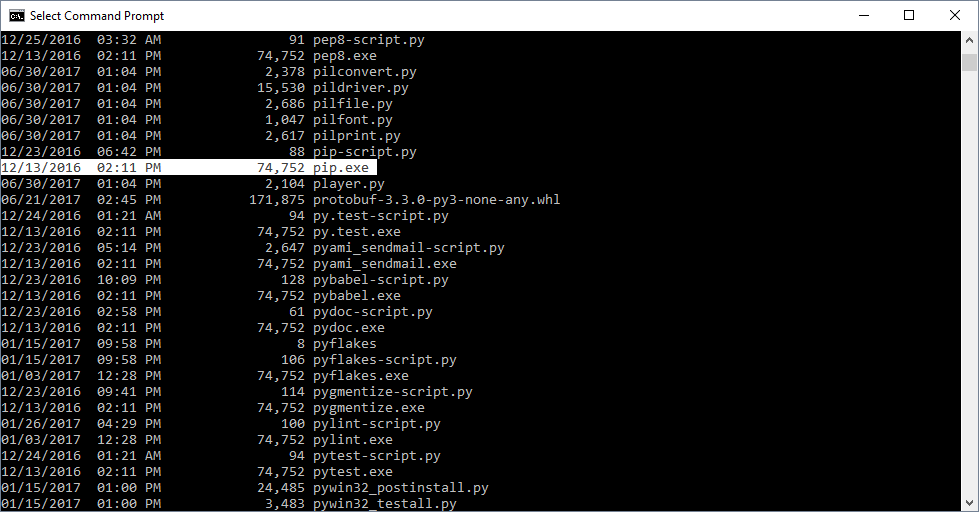 Select Command Prompt
12/25/2016  03:32 AM                91 pep8-script.py
12/13/2016  02:11 PM            74,752 pep8.exe
06/30/2017  01:04 PM             2,378 pilconvert.py
06/30/2017  01:04 PM            15,530 pildriver.py
06/30/2017  01:04 PM             2,686 pilfile.py
06/30/2017  01:04 PM             1,047 pilfont.py
06/30/2017  01:04 PM             2,617 pilprint.py
12/23/2016  06:42 PM                88 pip-script.py
12/13/2016  02:11 PM            74,752 pip.exe
06/30/2017  01:04 PM             2,104 player.py
06/21/2017  02:45 PM           171,875 protobuf-3.3.0-py3-none-any.whl
12/24/2016  01:21 AM                94 py.test-script.py
12/13/2016  02:11 PM            74,752 py.test.exe
12/23/2016  05:14 PM             2,647 pyami_sendmail-script.py
12/13/2016  02:11 PM            74,752 pyami_sendmail.exe
12/23/2016  10:09 PM               128 pybabel-script.py
12/13/2016  02:11 PM            74,752 pybabel.exe
12/23/2016  02:58 PM                61 pydoc-script.py
12/13/2016  02:11 PM            74,752 pydoc.exe
01/15/2017  09:58 PM                 8 pyflakes
01/15/2017  09:58 PM               106 pyflakes-script.py
01/03/2017  12:28 PM            74,752 pyflakes.exe
12/23/2016  09:41 PM               114 pygmentize-script.py
12/13/2016  02:11 PM            74,752 pygmentize.exe
01/26/2017  04:29 PM               100 pylint-script.py
01/03/2017  12:28 PM            74,752 pylint.exe
12/24/2016  01:21 AM                94 pytest-script.py
12/13/2016  02:11 PM            74,752 pytest.exe
01/15/2017  01:00 PM            24,485 pywin32_postinstall.py
01/15/2017  01:00 PM             3,483 pywin32_testall.py